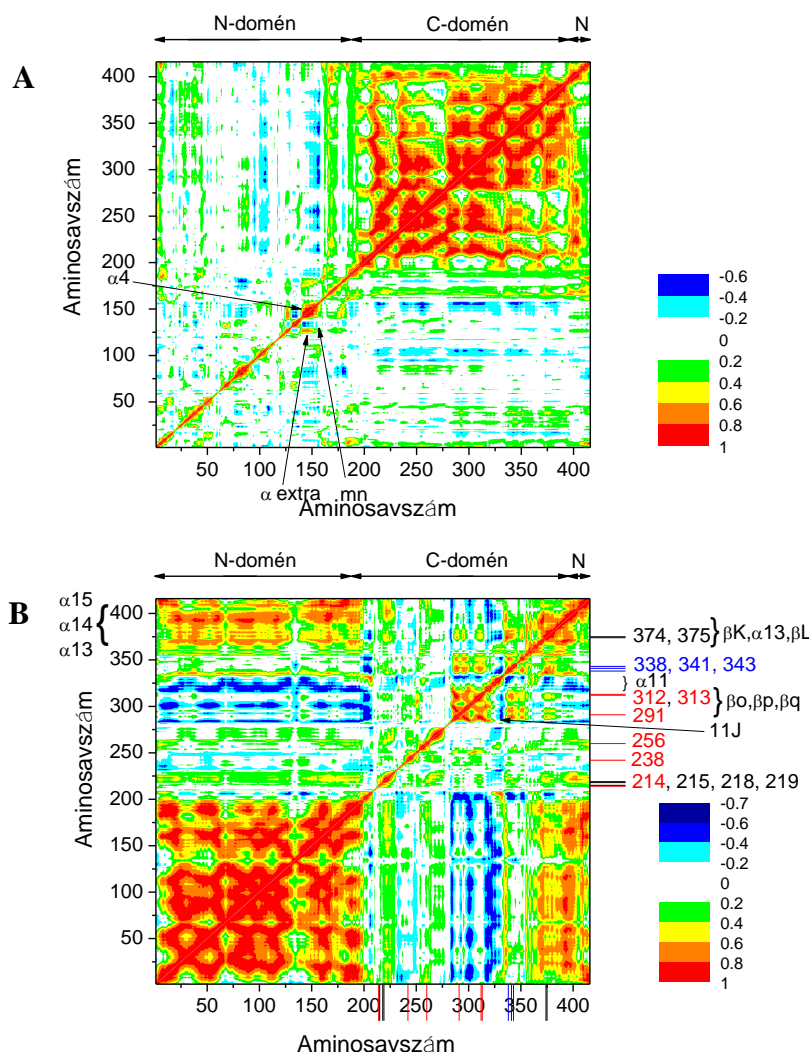 N-domén C-domén N
A
400
350
300
250
200
150
100
50
Aminosavszám
α4
50 100 150 200 250 300 350 400
α extra mn
Aminosavszám
-0.6
-0.4
-0.2
0
0.2
0.4
0.6
0.8
1
N-domén C-domén N
B
α15
α14
α13
400
350
300
250
200
150
100
50
Aminosavszám
374, 375 } βK,α13,βL
338, 341, 343
} α11
312, 313 } βo,βp,βq
291
11J
256
238
214, 215, 218, 219
-0.7
-0.6
-0.4
-0.2
0
0.2
0.4
0.6
0.8
1
50 100 150 200 250 300 350 400
Aminosavszám